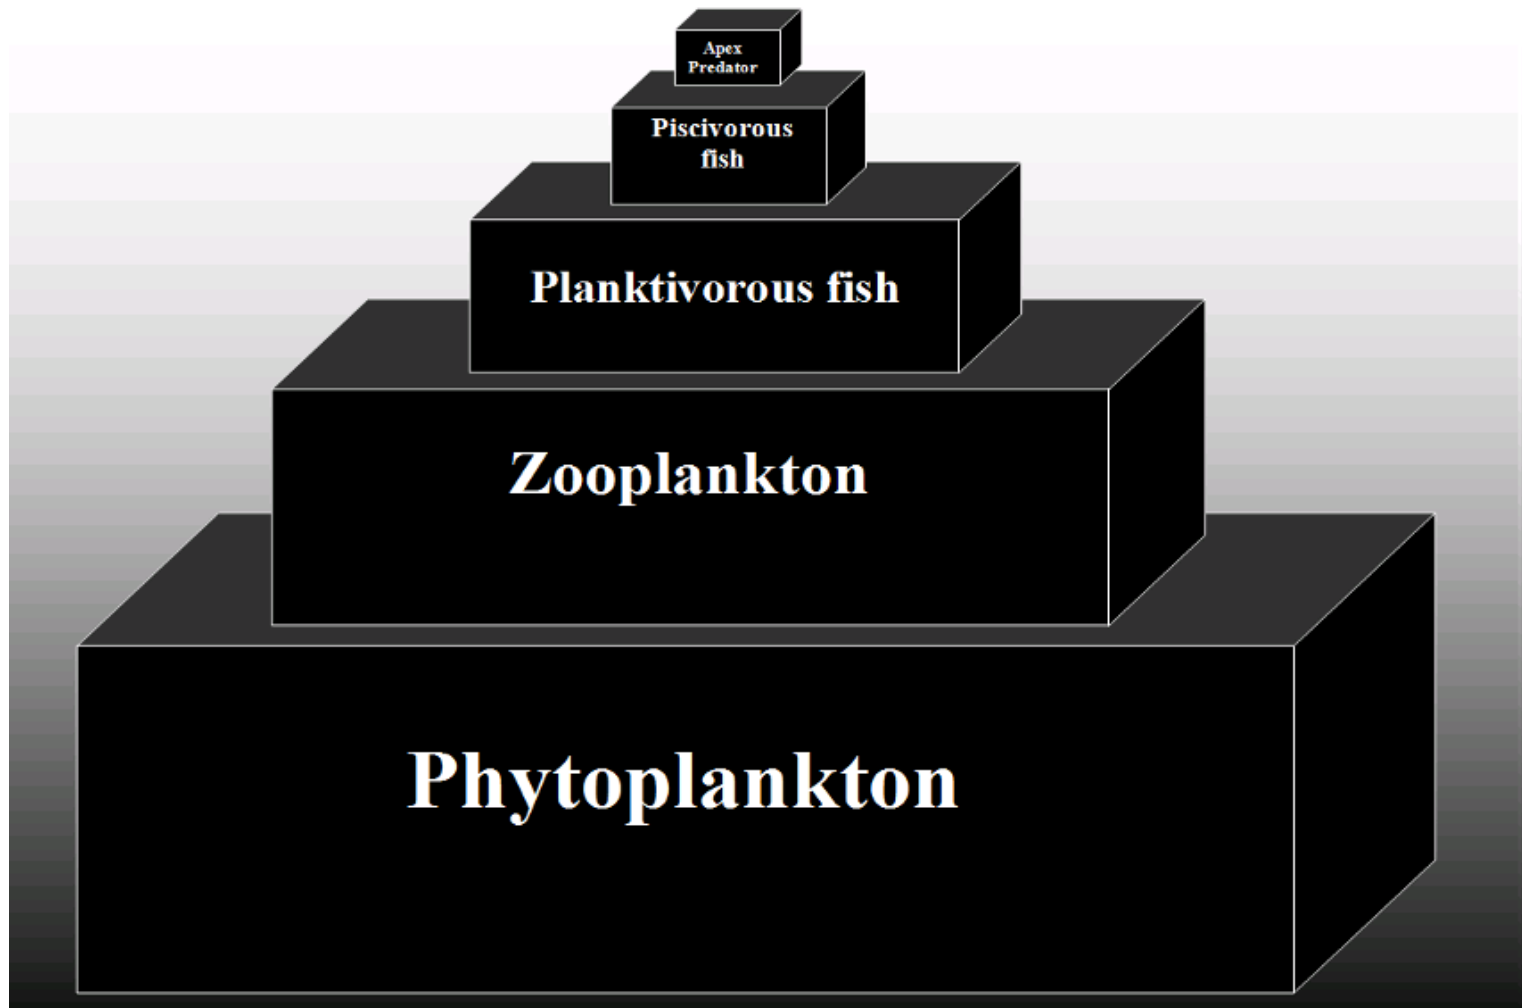 Apex
Predator
Piscivorous
fish
Planktivorous fish
Zooplankton
Phytoplankton